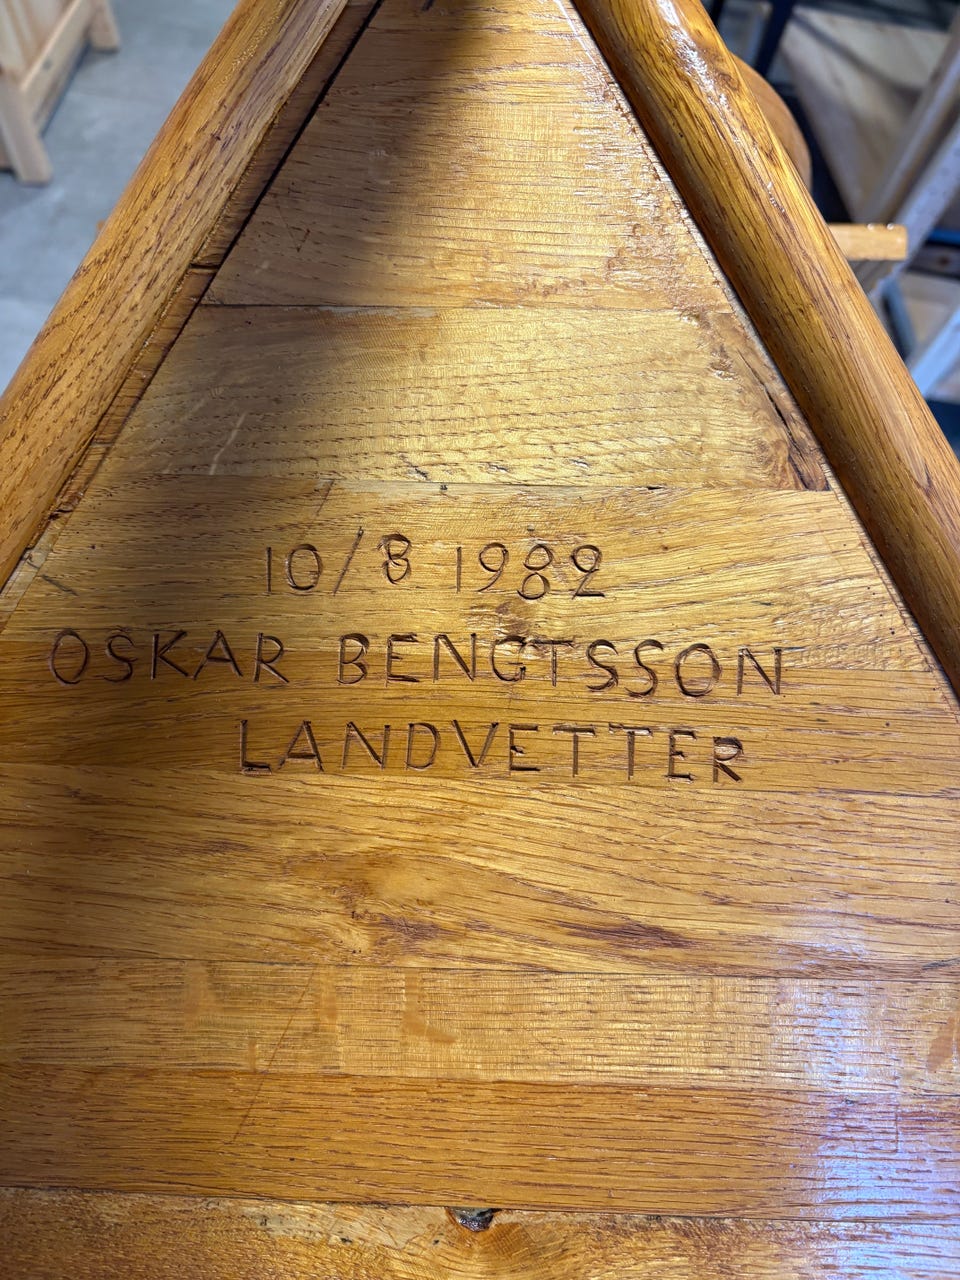 10/8 1982
OSKAR BENGTSSON
LANDVETTER